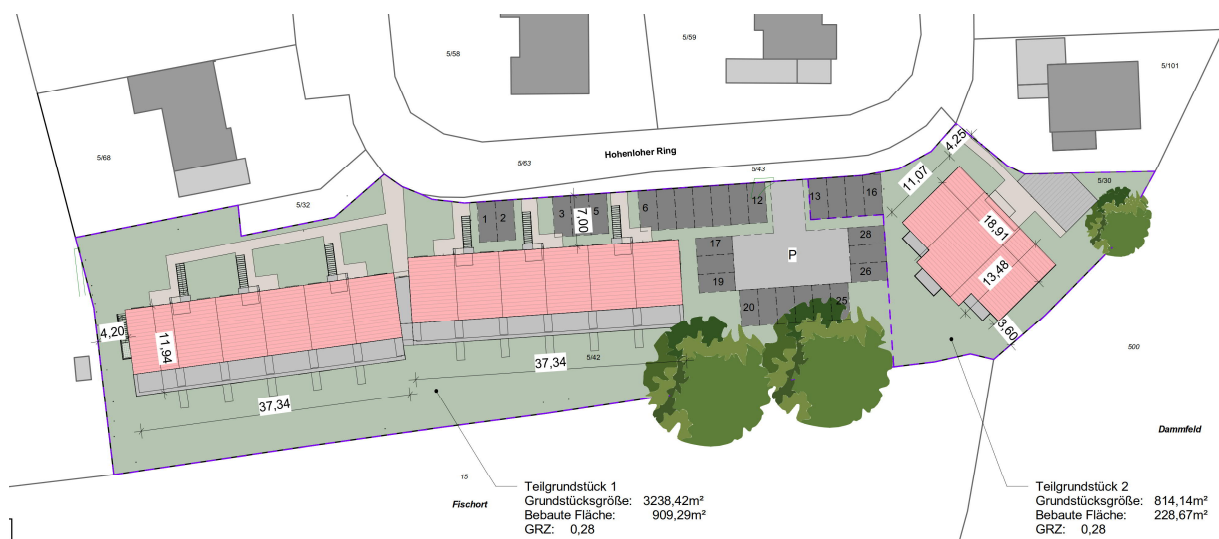 5/58
5/59
5/101
5/68
5/63
Hohenloher Ring
5/43
4,25
11,07
5/32
5/30
1
2
3
5
7,00
6
12
13
16
17
19
P
28
26
18,91
13,48
20
25
3,60
4,20
11,94
5/42
37,34
37,34
500
Dammfeld
15
Fischort
Teilgrundstück 1
Grundstücksgröße: 3238,42m²
Bebaute Fläche: 909,29m²
GRZ: 0,28
Teilgrundstück 2
Grundstücksgröße: 814,14m²
Bebaute Fläche: 228,67m²
GRZ: 0,28